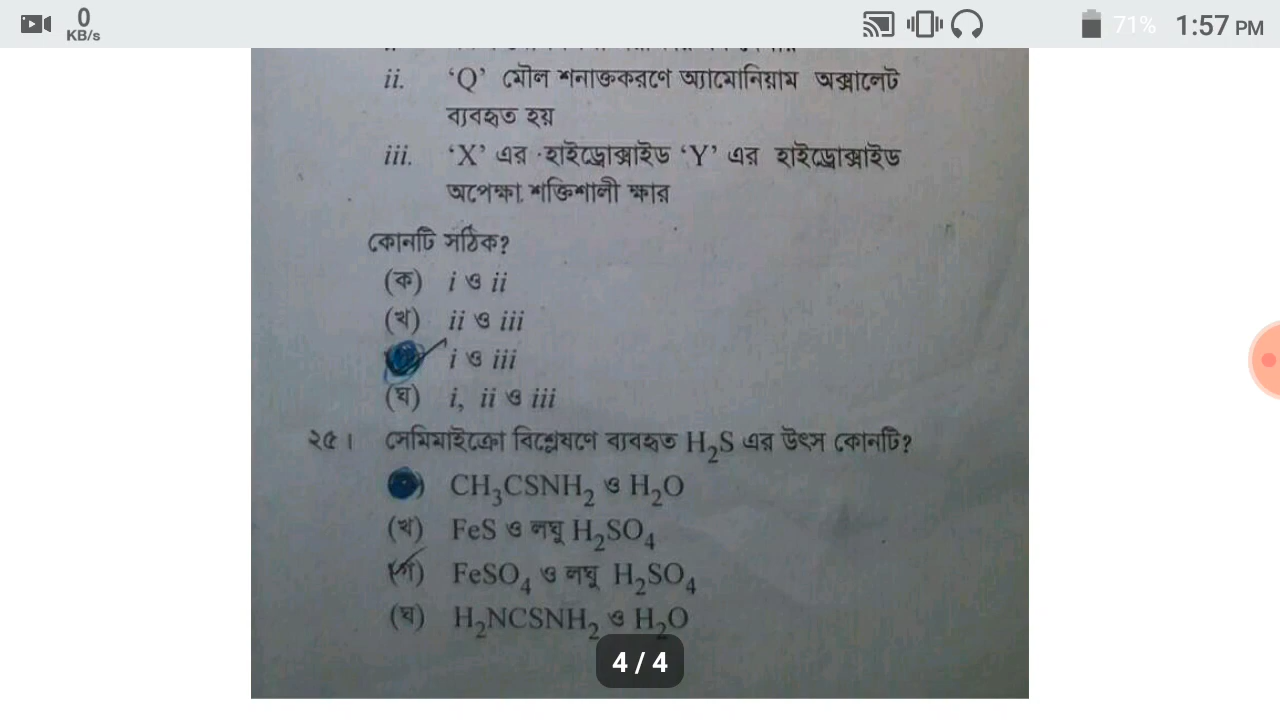 0
KB/s
71%
1:57 PM
ii. ‘Q’ মৌল শনাক্তকরণে অ্যামোনিয়াম অক্সালেট
ব্যবহৃত হয়
iii. ‘X’ এর হাইড্রোক্সাইড ‘Y’ এর হাইড্রোক্সাইড
অপেক্ষা শক্তিশালী ক্ষার
কোনটি সঠিক?
(ক) i ও ii
(খ) ii ও iii
i ও iii
(ঘ) i, ii ও iii
২৫। সেমিমাইক্রো বিশ্লেষণে ব্যবহৃত H₂S এর উৎস কোনটি?
CH₃CSNH₂ ও H₂O
(খ) FeS ও লঘু H₂SO₄
(গ) FeSO₄ ও লঘু H₂SO₄
(ঘ) H₂NCSNH₂ ও H₂O
4 / 4